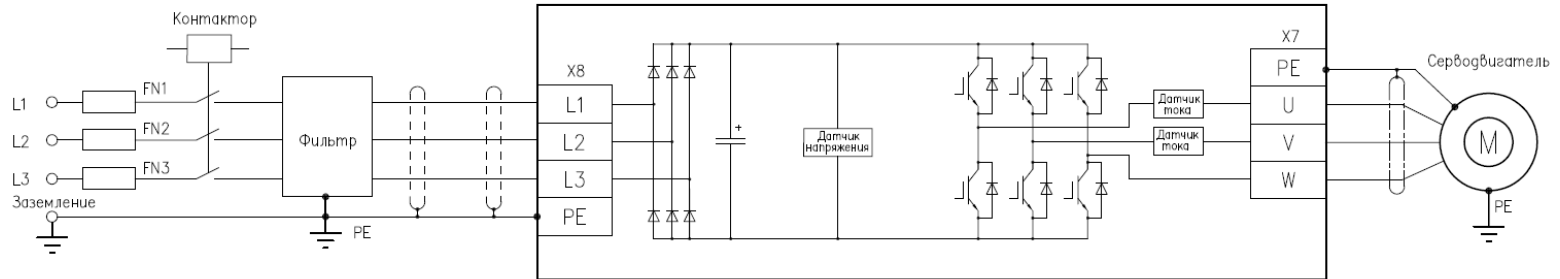 Контактор
FN1
L1
FN2
L2
FN3
L3
Заземление
Фильтр
PE
X8
L1
L2
L3
PE
+
Датчик
напряжения
Датчик
тока
Датчик
тока
X7
PE
U
V
W
Серводвигатель
M
PE